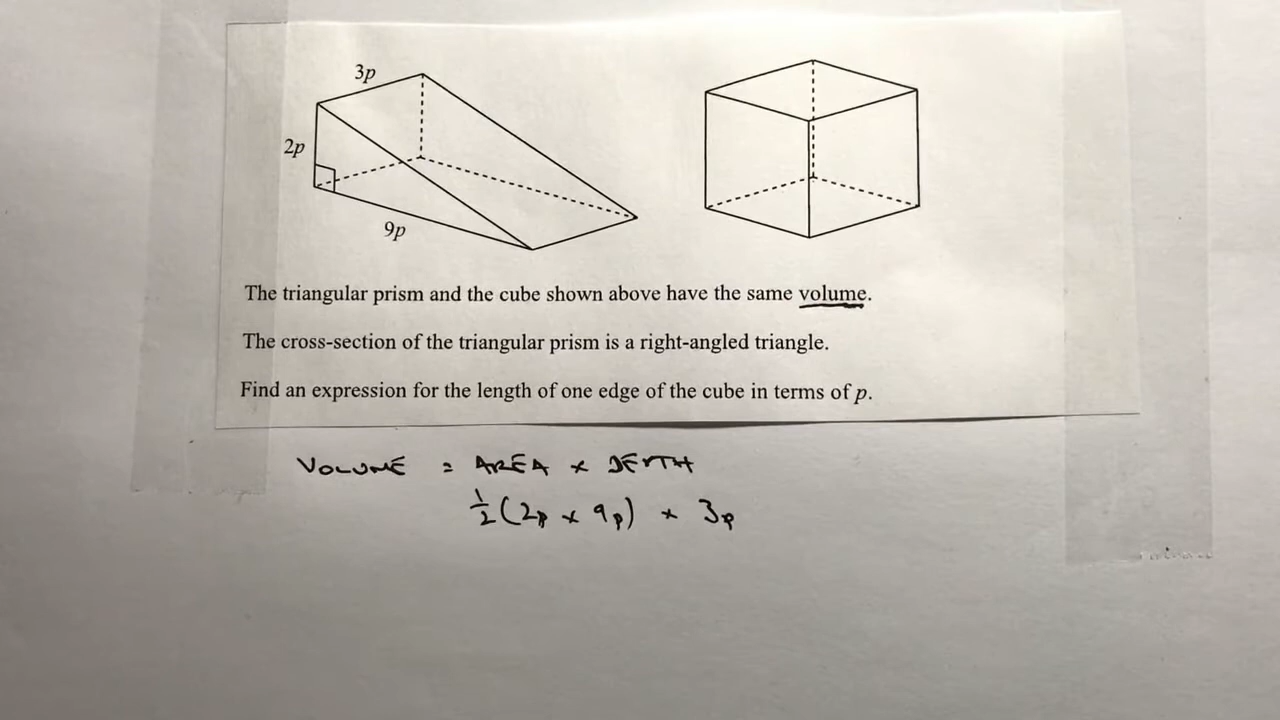 3p
2p
9p
The triangular prism and the cube shown above have the same volume.
The cross-section of the triangular prism is a right-angled triangle.
Find an expression for the length of one edge of the cube in terms of p.
VOLUME = AREA × DEPTH
½(2p × 9p) × 3p